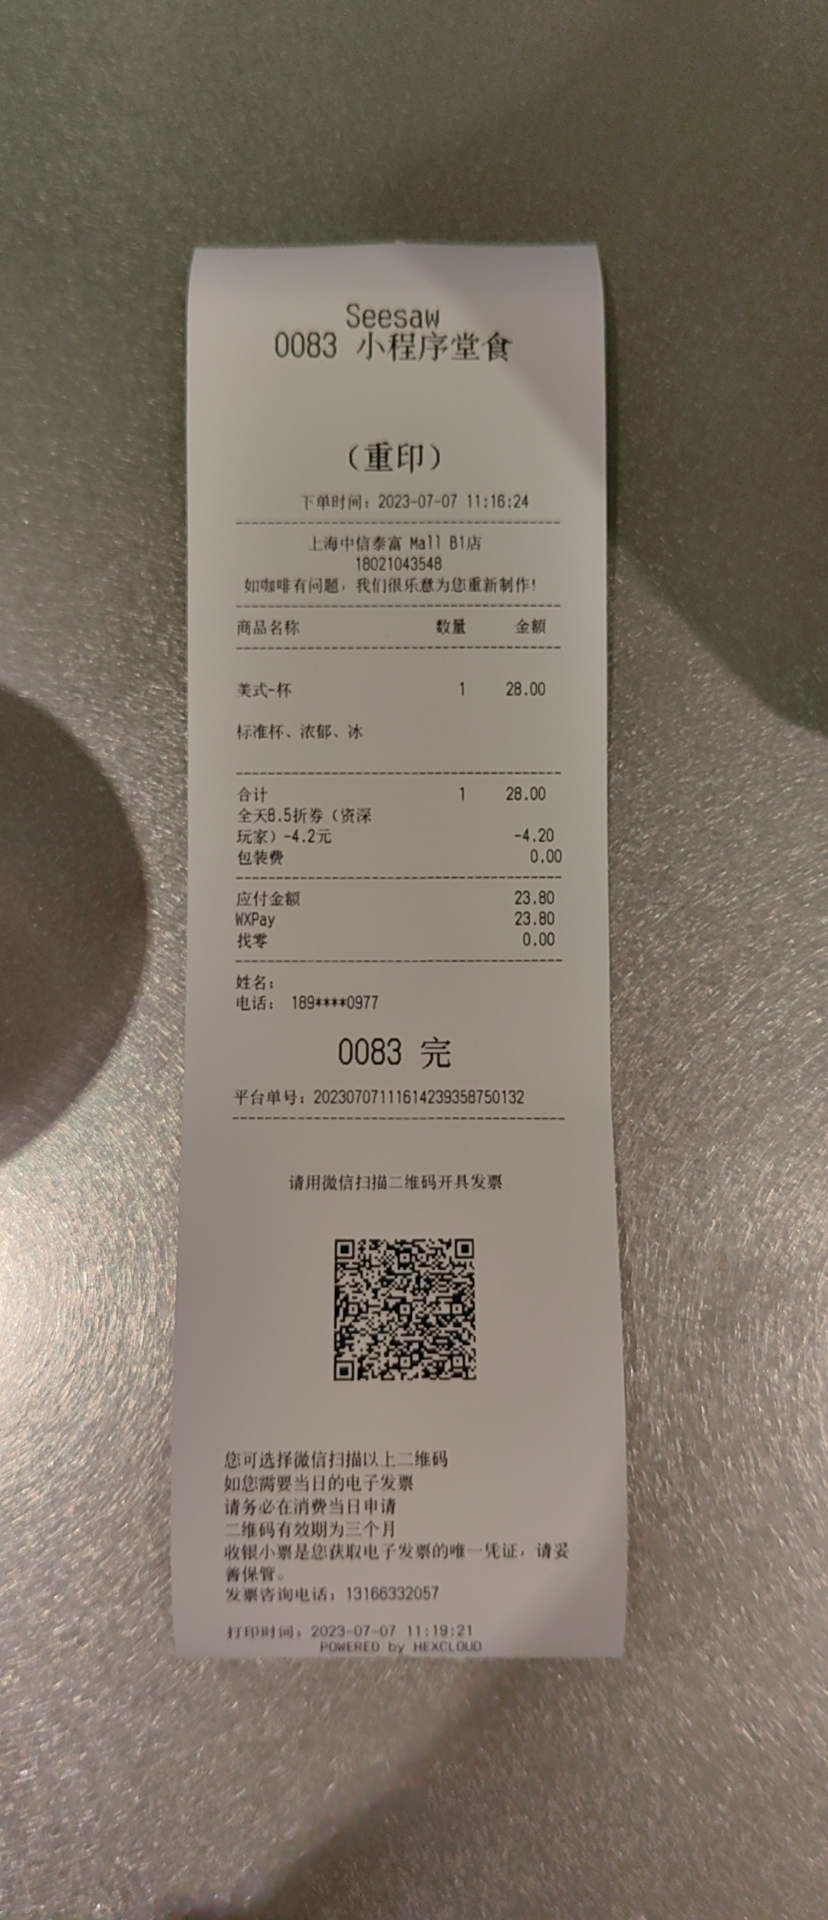 Seesaw
0083 小程序堂食
（重印）
下单时间：2023-07-07 11:16:24
上海中信泰富 Mall B1店
18021043548
如咖啡有问题，我们很乐意为您重新制作！
商品名称 数量 金额
美式-杯 1 28.00
标准杯、浓郁、冰
合计 1 28.00
全天8.5折券（资深
玩家）-4.2元 -4.20
包装费 0.00
应付金额 23.80
WXPay 23.80
找零 0.00
姓名：
电话： 189****0977
0083 完
平台单号：20230707111614239358750132
请用微信扫描二维码开具发票
您可选择微信扫描以上二维码
如您需要当日的电子发票
请务必在消费当日申请
二维码有效期为三个月
收银小票是您获取电子发票的唯一凭证，请妥
善保管。
发票咨询电话：13166332057
打印时间：2023-07-07 11:19:21
POWERED by HEXCLOUD